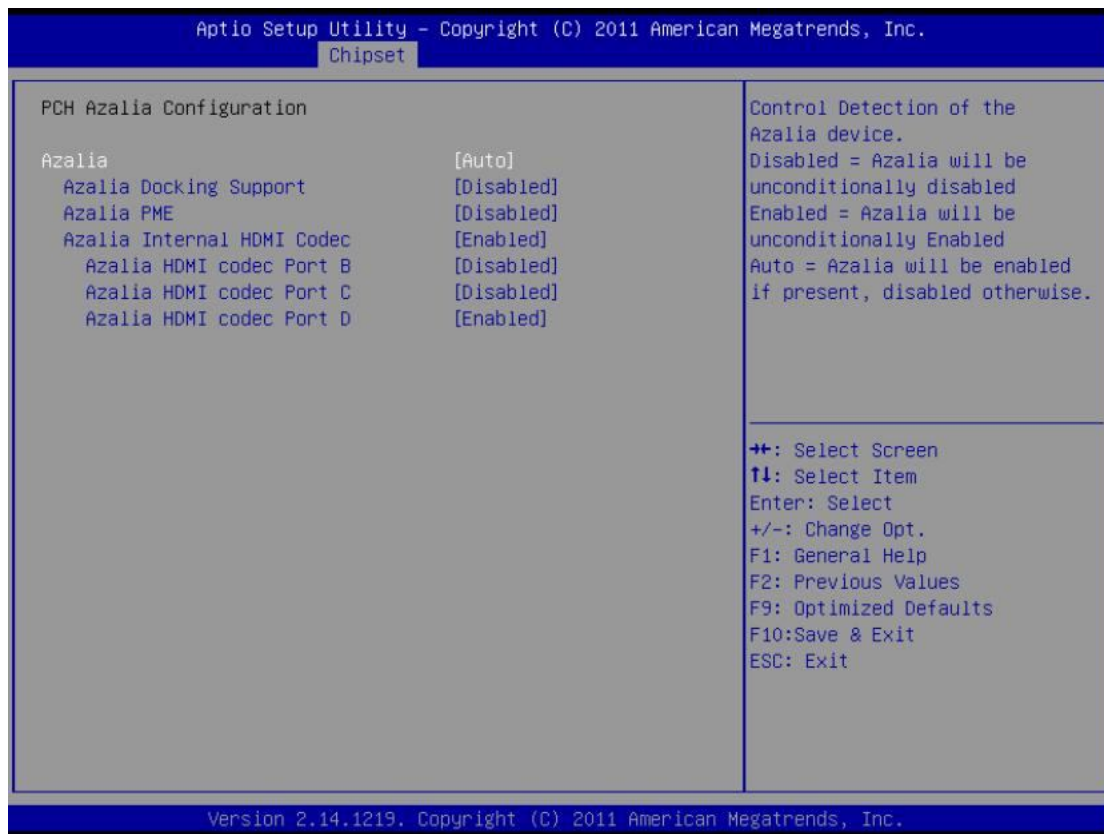 Aptio Setup Utility – Copyright (C) 2011 American Megatrends, Inc.
Chipset
PCH Azalia Configuration
Azalia [Auto]
Azalia Docking Support [Disabled]
Azalia PME [Disabled]
Azalia Internal HDMI Codec [Enabled]
Azalia HDMI codec Port B [Disabled]
Azalia HDMI codec Port C [Disabled]
Azalia HDMI codec Port D [Enabled]
Control Detection of the
Azalia device.
Disabled = Azalia will be
unconditionally disabled
Enabled = Azalia will be
unconditionally Enabled
Auto = Azalia will be enabled
if present, disabled otherwise.
→←: Select Screen
↑↓: Select Item
Enter: Select
+/-: Change Opt.
F1: General Help
F2: Previous Values
F9: Optimized Defaults
F10:Save & Exit
ESC: Exit
Version 2.14.1219. Copyright (C) 2011 American Megatrends, Inc.